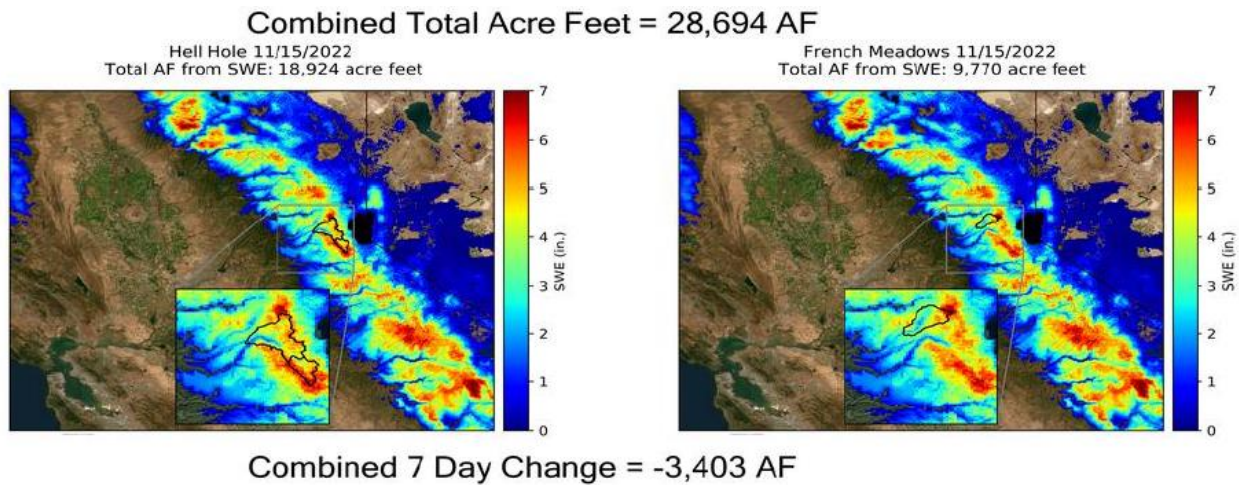 Combined Total Acre Feet = 28,694 AF
Hell Hole 11/15/2022
Total AF from SWE: 18,924 acre feet
7
6
5
4
3
2
1
0
SWE (in.)
French Meadows 11/15/2022
Total AF from SWE: 9,770 acre feet
7
6
5
4
3
2
1
0
SWE (in.)
Combined 7 Day Change = -3,403 AF